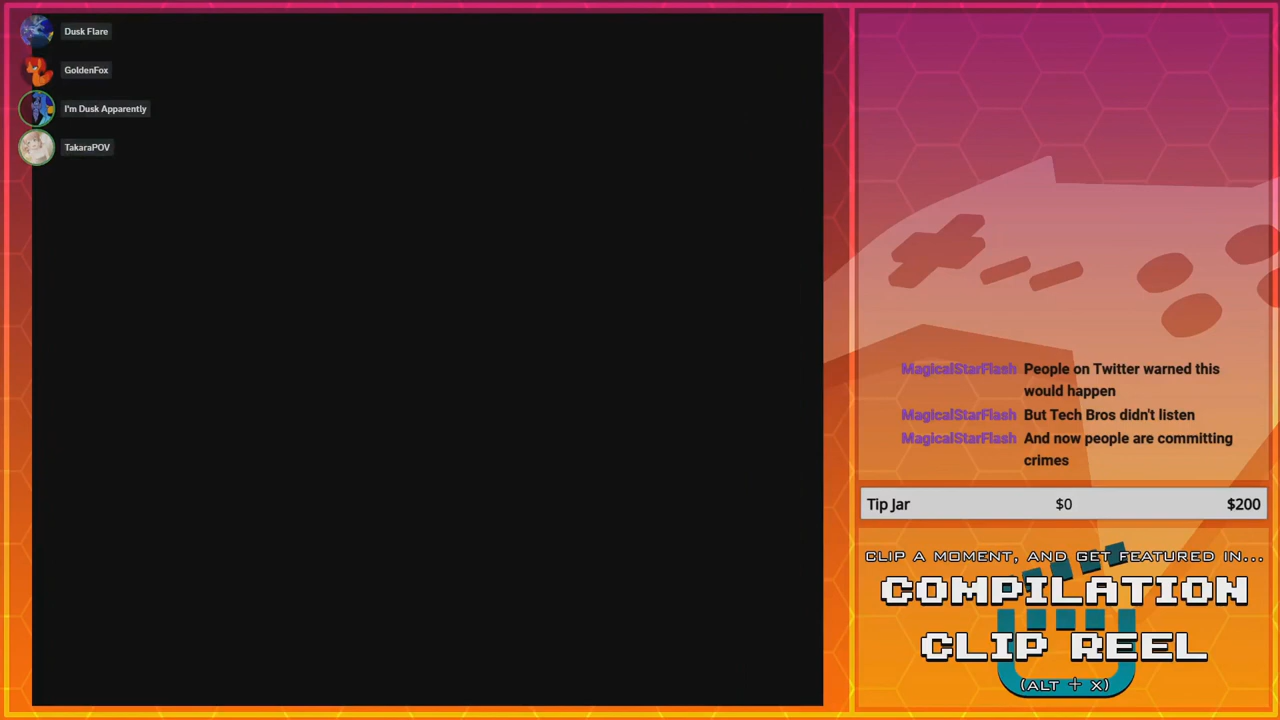 Dusk Flare
GoldenFox
I'm Dusk Apparently
TakaraPOV
MagicalStarFlash People on Twitter warned this
would happen
MagicalStarFlash But Tech Bros didn't listen
MagicalStarFlash And now people are committing
crimes
Tip Jar $0 $200
CLIP A MOMENT, AND GET FEATURED IN...
COMPILATION
CLIP REEL
(ALT + X)